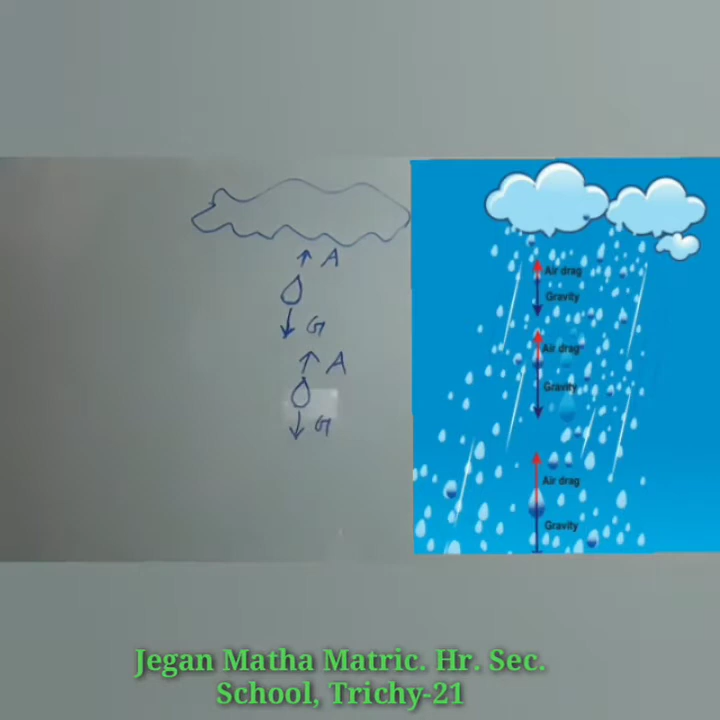 A
G
A
G
Air drag
Gravity
Air drag
Gravity
Air drag
Gravity
Jegan Matha Matric. Hr. Sec.
School, Trichy-21